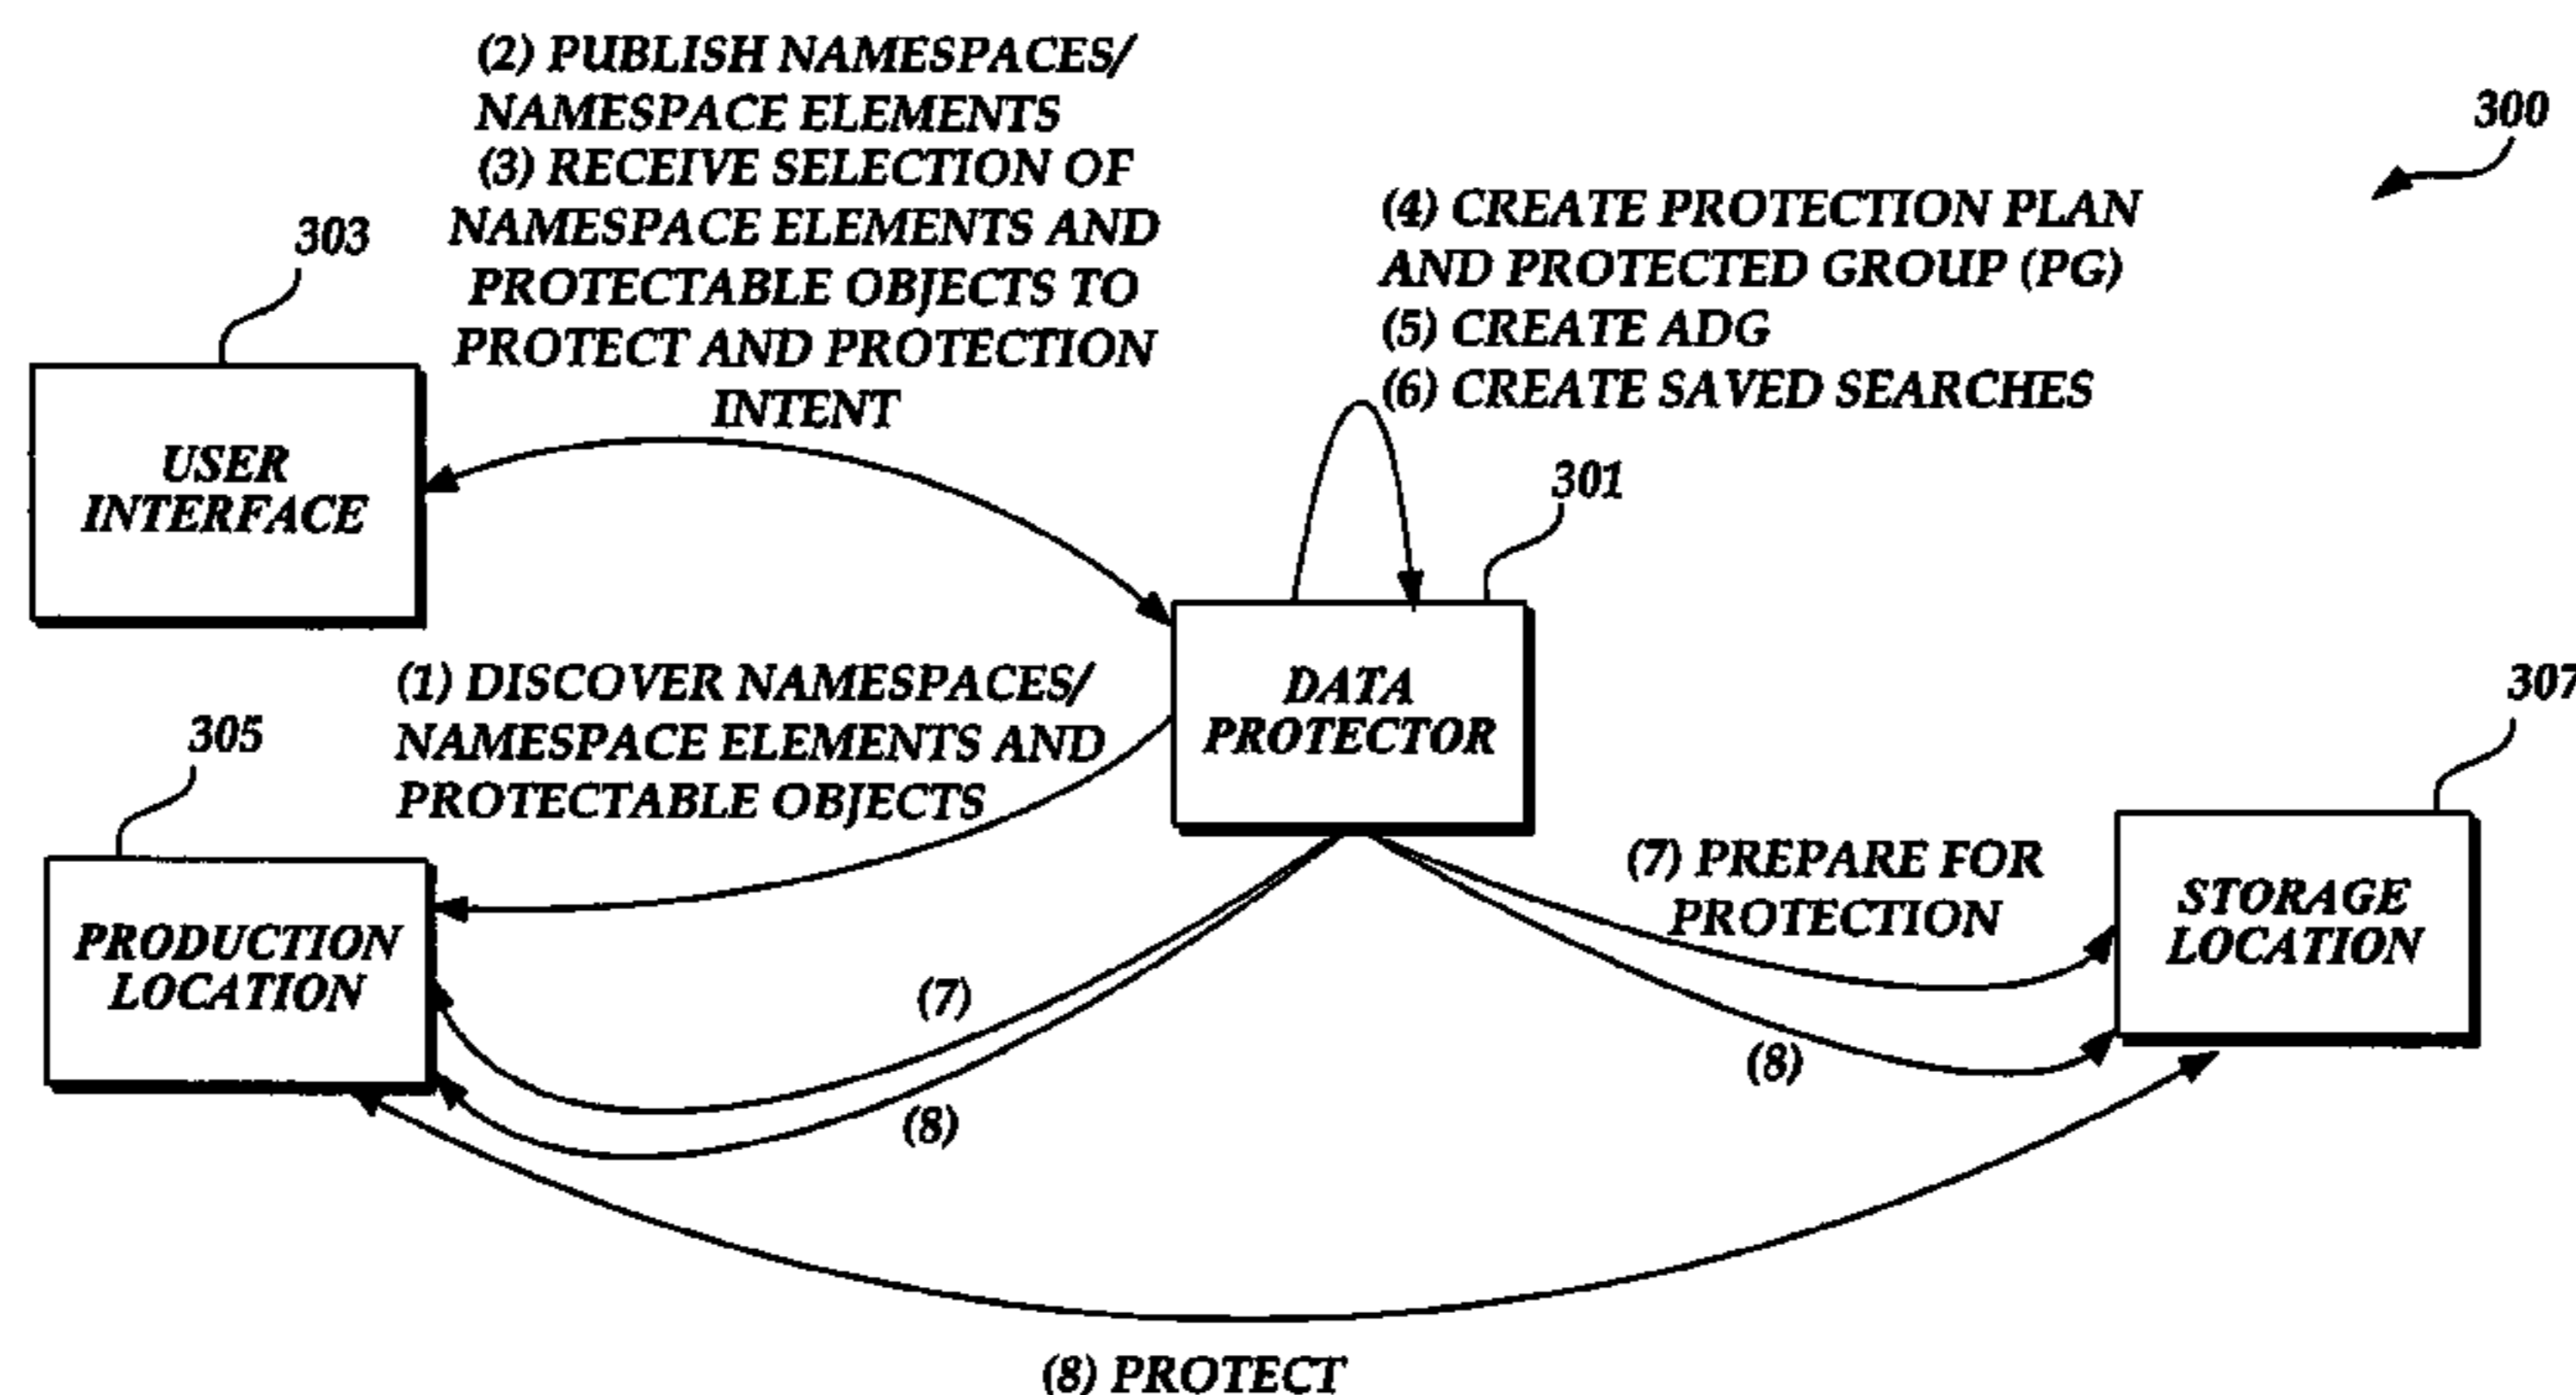 (2) PUBLISH NAMESPACES/
NAMESPACE ELEMENTS
(3) RECEIVE SELECTION OF
NAMESPACE ELEMENTS AND
PROTECTABLE OBJECTS TO
PROTECT AND PROTECTION
INTENT
300
(4) CREATE PROTECTION PLAN
AND PROTECTED GROUP (PG)
(5) CREATE ADG
(6) CREATE SAVED SEARCHES
303
USER
INTERFACE
301
DATA
PROTECTOR
(1) DISCOVER NAMESPACES/
NAMESPACE ELEMENTS AND
PROTECTABLE OBJECTS
305
PRODUCTION
LOCATION
307
STORAGE
LOCATION
(7) PREPARE FOR
PROTECTION
(7)
(8)
(8)
(8) PROTECT